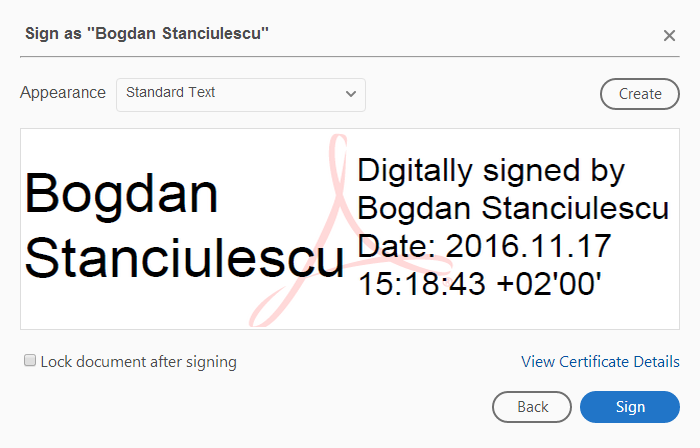 Sign as "Bogdan Stanciulescu"
Appearance
Standard Text
Create
Bogdan
Stanciulescu
Digitally signed by
Bogdan Stanciulescu
Date: 2016.11.17
15:18:43 +02'00'
Lock document after signing
View Certificate Details
Back
Sign